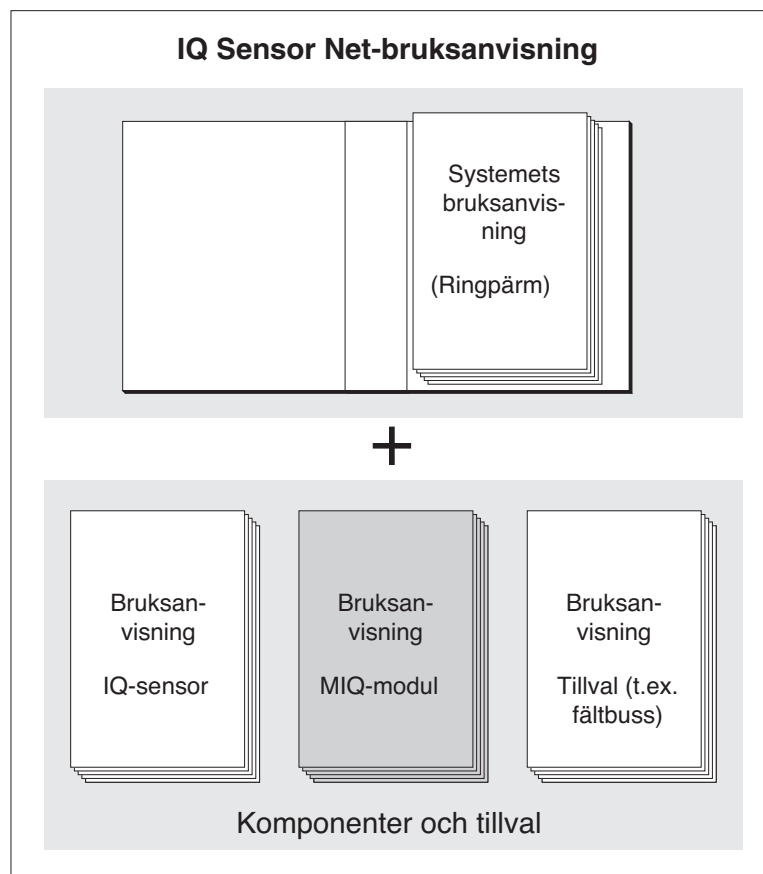 IQ Sensor Net-bruksanvisning
Systemets
bruksanvis-
ning
(Ringpärm)
+
Bruksan-
visning
IQ-sensor
Bruksan-
visning
MIQ-modul
Bruksan-
visning
Tillval (t.ex.
fältbuss)
Komponenter och tillval